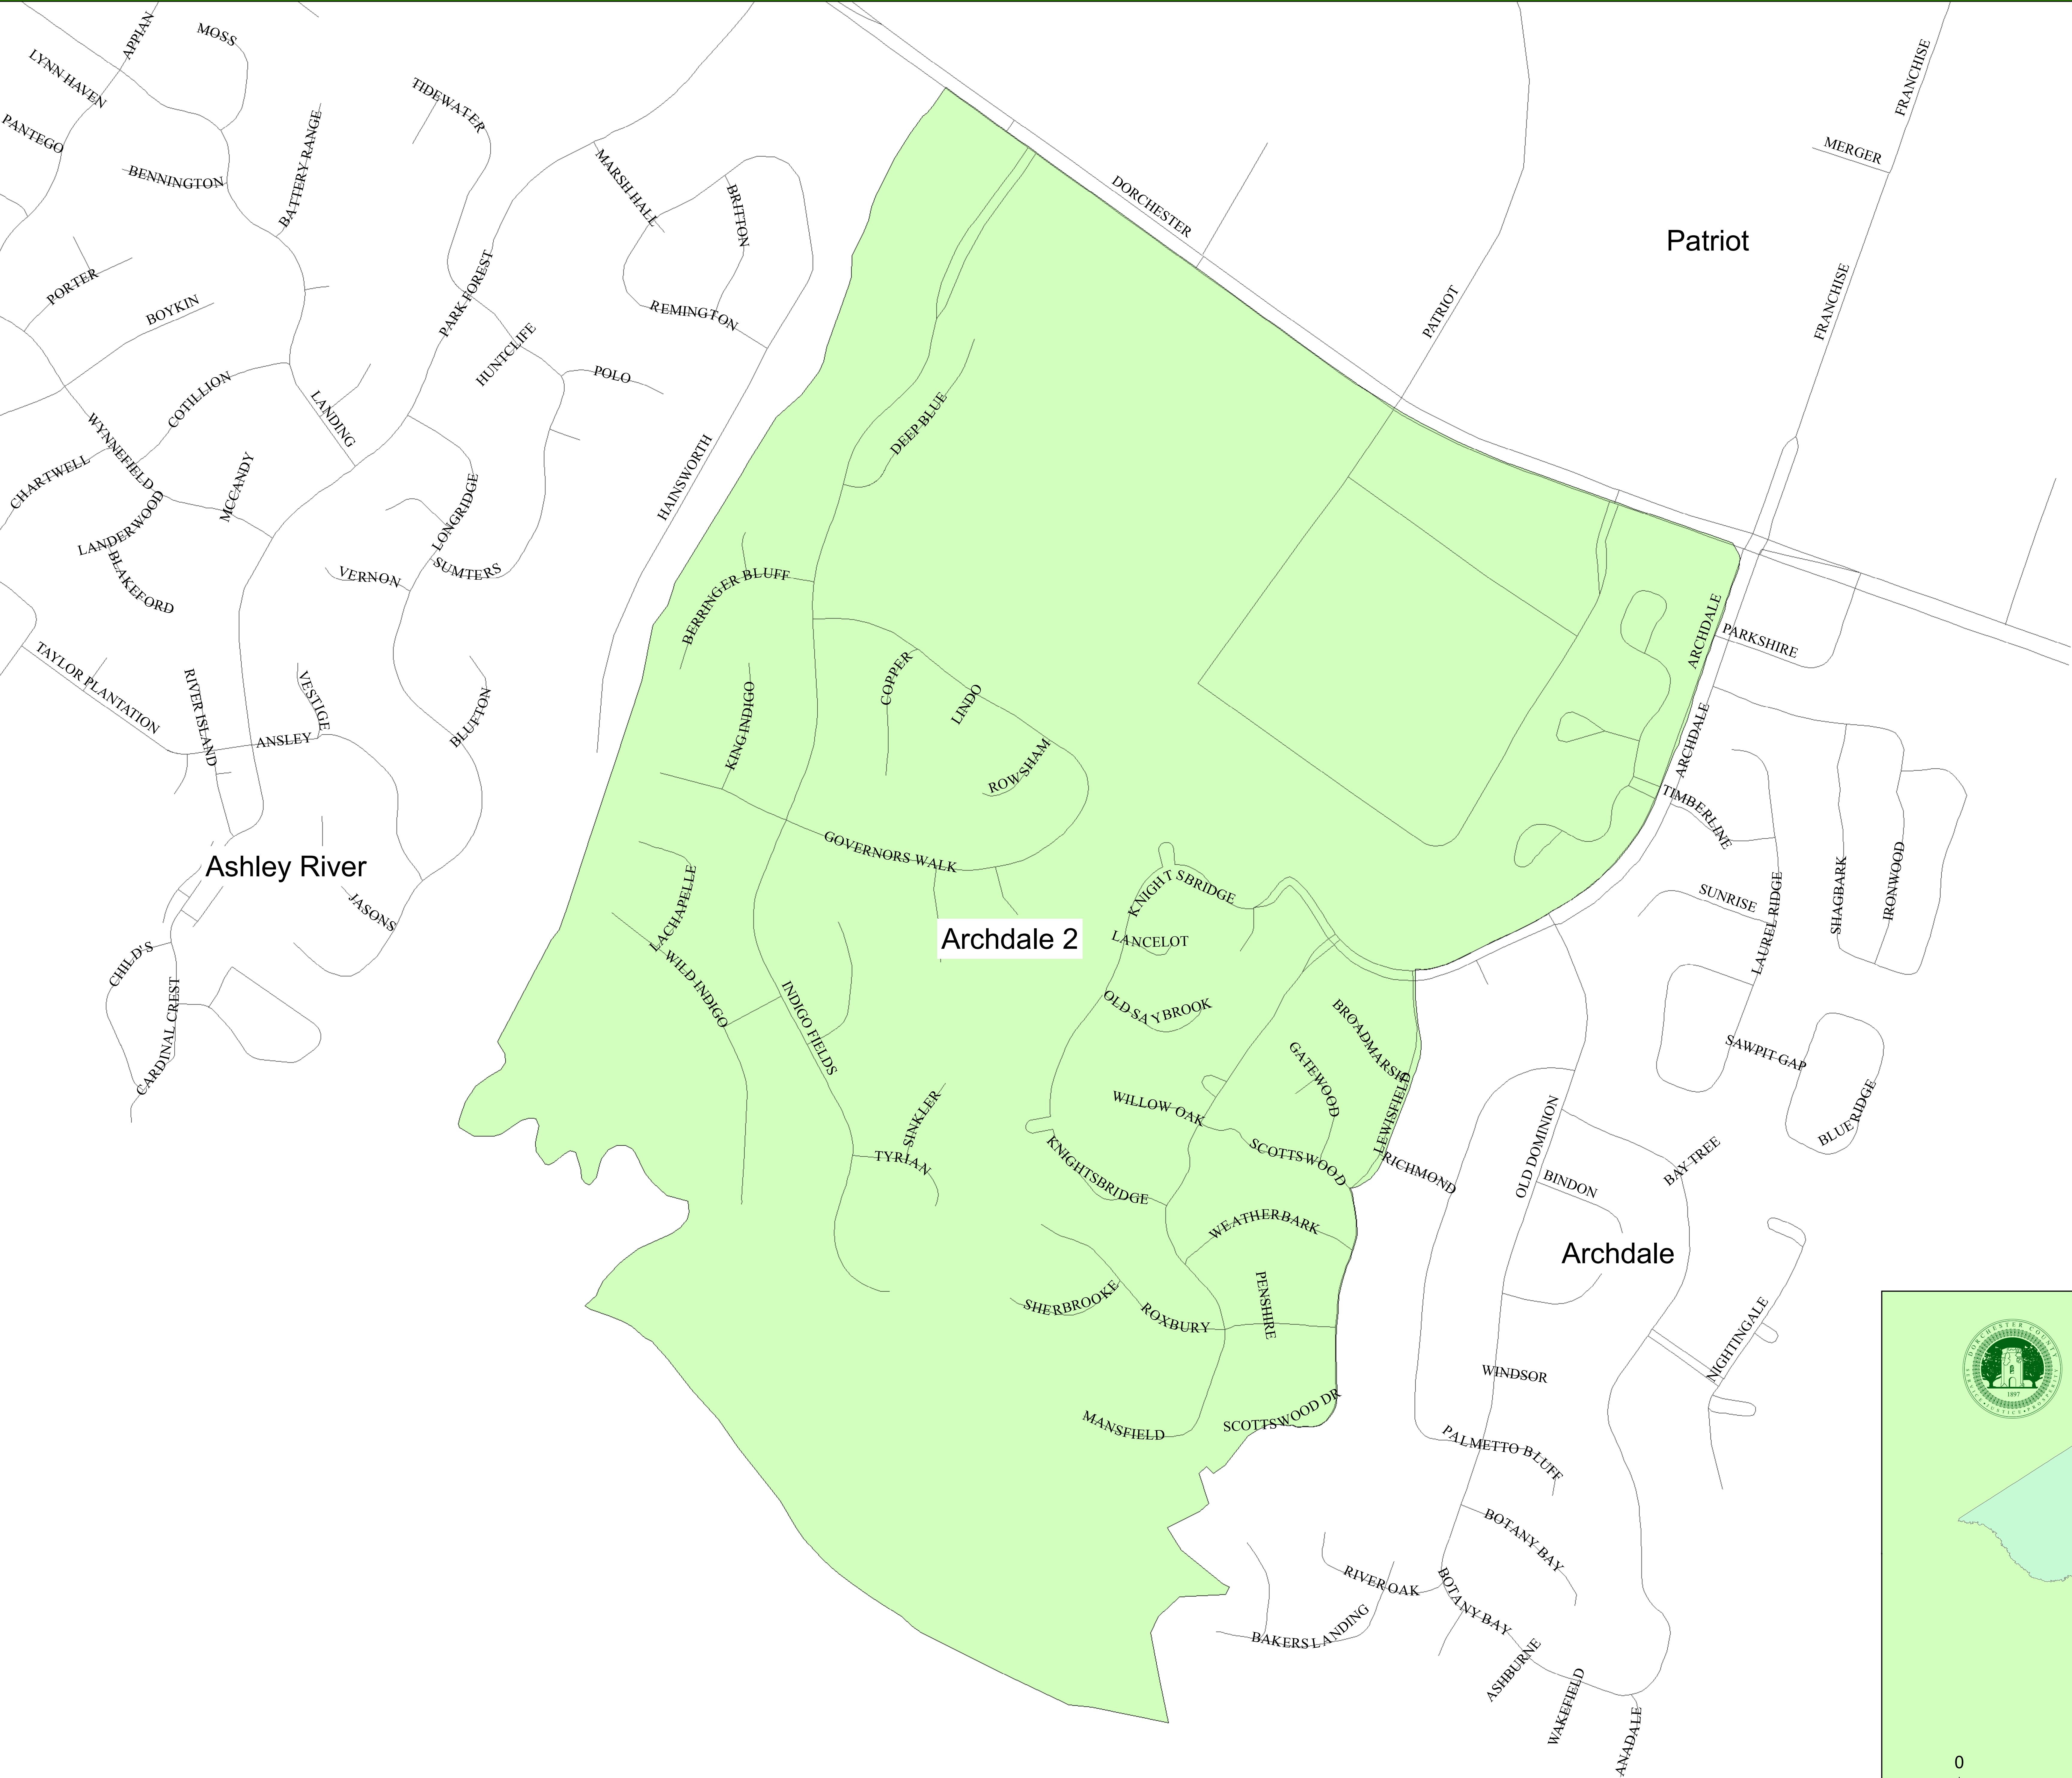 APPIAN
MOSS
LYNN HAVEN
PANTEGO
TIDEWATER
BENNINGTON
BATTERY RANGE
MARSH HALL
BRITTON
DORCHESTER
FRANCHISE
MERGER
Patriot
PORTER
BOYKIN
PARK FOREST
REMINGTON
HUNTCLIFE
PATRIOT
FRANCHISE
POLO
COTILLION
LANDING
WYNNEFIELD
DEEP BLUE
CHARTWELL
MCCANDY
HAINSWORTH
LANDERWOOD
LONGRIDGE
BLAKEFORD
VERNON
SUMTERS
BERRINGER BLUFF
ARCHDALE
PARKSHIRE
TAYLOR PLANTATION
RIVER ISLAND
VESTIGE
BLUFTON
ANSLEY
KING INDIGO
COPPER
LINDO
ROWSHAM
ARCHDALE
TIMBERLINE
GOVERNORS WALK
Ashley River
JASONS
LACHAPELLE
KNIGHTSBRIDGE
SUNRISE
LAUREL RIDGE
SHAGBARK
IRONWOOD
Archdale 2
LANCELOT
CHILD'S
WILD INDIGO
CARDINAL CREST
INDIGO FIELDS
OLD SAYBROOK
BROADMARSH
GATEWOOD
SAWPIT GAP
BLUE RIDGE
SINKLER
WILLOW OAK
LEWISFIELD
TYRIAN
KNIGHTSBRIDGE
SCOTTSWOOD
RICHMOND
OLD DOMINION
BINDON
BAY TREE
WEATHERBARK
Archdale
SHERBROOKE
ROXBURY
PENSHIRE
NIGHTINGALE
DORCHESTER COUNTY
1897
WINDSOR
MANSFIELD
SCOTTSWOOD DR
PALMETTO BLUFF
BOTANY BAY
RIVER OAK
BOTANY BAY
BAKERS LANDING
ASHBURNE
WAKEFIELD
ANADALE
0